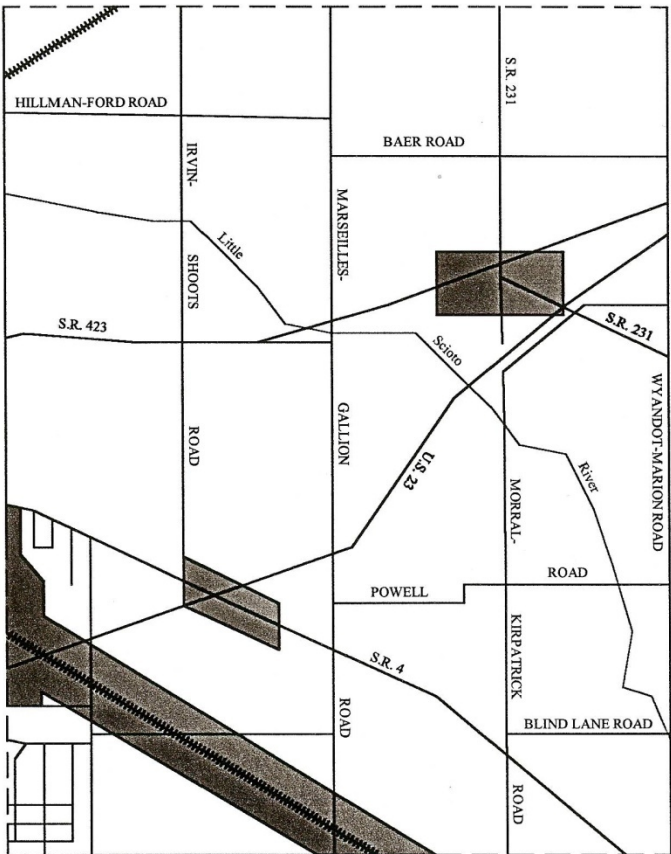 S.R. 231
HILLMAN-FORD ROAD
BAER ROAD
IRVIN-
SHOOTS
ROAD
MARSEILLES-
GALLION
ROAD
Little
Scioto
River
S.R. 423
S.R. 231
WYANDOT-MARION ROAD
U.S. 23
MORRAL-
KIRPATRICK
ROAD
POWELL
ROAD
S.R. 4
BLIND LANE ROAD